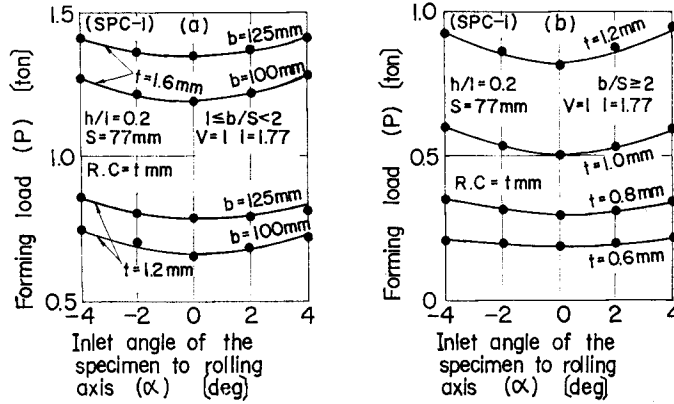 (SPC-1) (a)
b=125mm
t=1.6mm
b=100mm
h/l=0.2
S=77mm
1≤b/S<2
V=1 I=1.77
R.C=t mm
b=125mm
b=100mm
t=1.2mm
1.5
1.0
0.5
Forming load (P) [ton]
-4 -2 0 2 4
Inlet angle of the
specimen to rolling
axis (α) [deg]
(SPC-1) (b)
t=1.2mm
h/l=0.2
S=77mm
b/S≥2
V=1 I=1.77
t=1.0mm
R.C=t mm
t=0.8mm
t=0.6mm
1.0
0.5
0
Forming load (P) [ton]
-4 -2 0 2 4
Inlet angle of the
specimen to rolling
axis (α) [deg]